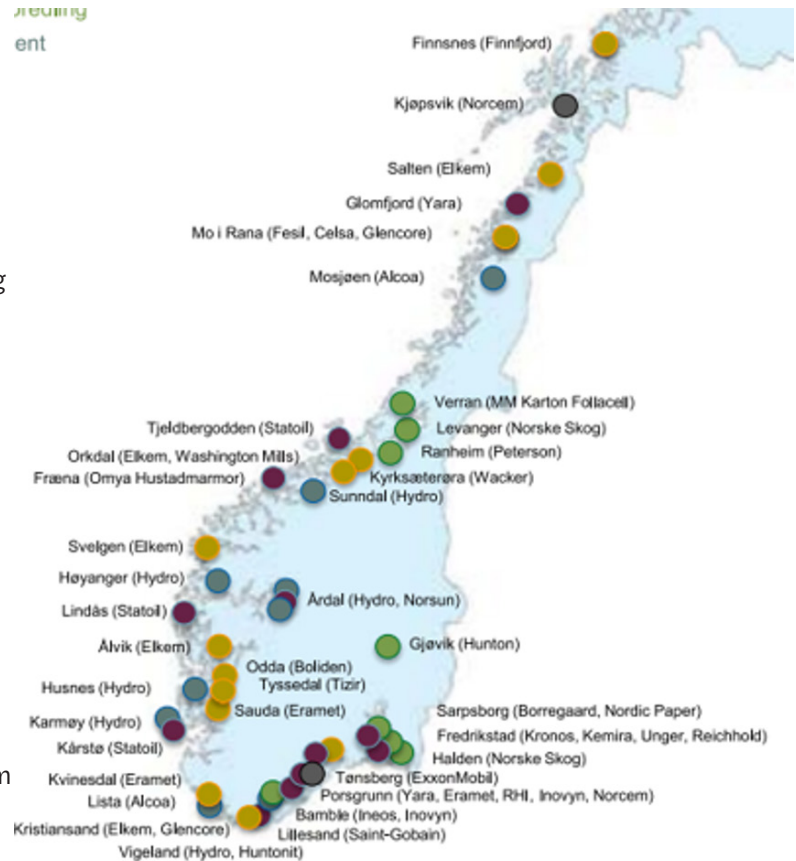 ent
Finnsnes (Finnfjord)
Kjøpsvik (Norcem)
Salten (Elkem)
Glomfjord (Yara)
Mo i Rana (Fesil, Celsa, Glencore)
g
Mosjøen (Alcoa)
Verran (MM Karton Follacell)
Tjeldbergodden (Statoil)
Levanger (Norske Skog)
Orkdal (Elkem, Washington Mills)
Ranheim (Peterson)
Fræna (Omya Hustadmarmor)
Kyrksæterøra (Wacker)
Sunndal (Hydro)
Svelgen (Elkem)
Høyanger (Hydro)
Årdal (Hydro, Norsun)
Lindås (Statoil)
Ålvik (Elkem)
Gjøvik (Hunton)
Odda (Boliden)
Tyssedal (Tizir)
Husnes (Hydro)
Sauda (Eramet)
Sarpsborg (Borregaard, Nordic Paper)
Karmøy (Hydro)
Fredrikstad (Kronos, Kemira, Unger, Reichhold)
Kårstø (Statoil)
Halden (Norske Skog)
m
Kvinesdal (Eramet)
Tønsberg (ExxonMobil)
Lista (Alcoa)
Porsgrunn (Yara, Eramet, RHI, Inovyn, Norcem)
Bamble (Ineos, Inovyn)
Kristiansand (Elkem, Glencore)
Lillesand (Saint-Gobain)
Vigeland (Hydro, Huntonit)